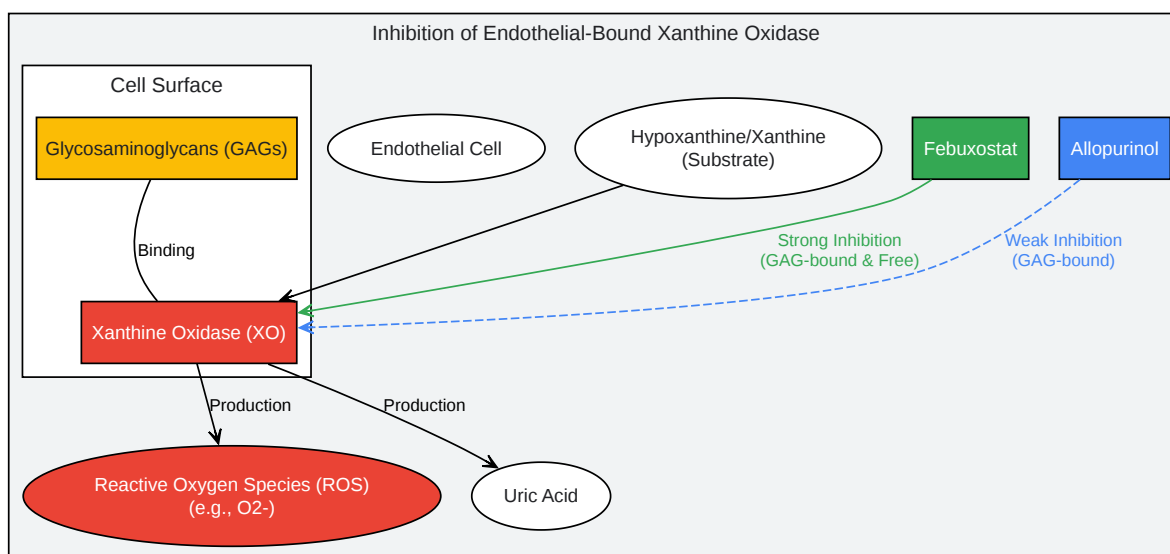 Inhibition of Endothelial-Bound Xanthine Oxidase
Cell Surface
Glycosaminoglycans (GAGs)
Endothelial Cell
Hypoxanthine/Xanthine
(Substrate)
Febuxostat
Allopurinol
Binding
Strong Inhibition
(GAG-bound & Free)
Weak Inhibition
(GAG-bound)
Xanthine Oxidase (XO)
Production
Production
Reactive Oxygen Species (ROS)
(e.g., O2-)
Uric Acid